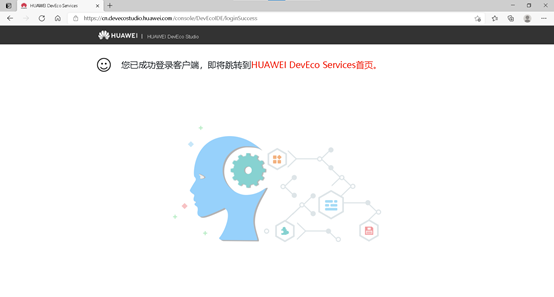 HUAWEI DevEco Services
https://cn.devecostudio.huawei.com/console/DevEcoIDE/loginSuccess
HUAWEI | HUAWEI DevEco Studio
您已成功登录客户端，即将跳转到HUAWEI DevEco Services首页。